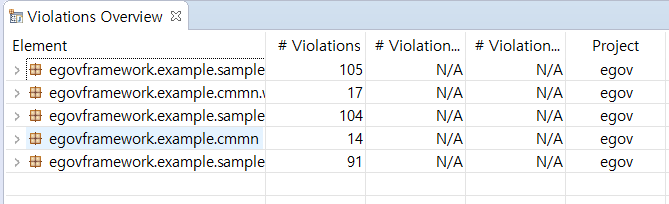 Violations Overview
Element # Violations # Violation... # Violation... Project
egovframework.example.sample 105 N/A N/A egov
egovframework.example.cmmn. 17 N/A N/A egov
egovframework.example.sample 104 N/A N/A egov
egovframework.example.cmmn 14 N/A N/A egov
egovframework.example.sample 91 N/A N/A egov